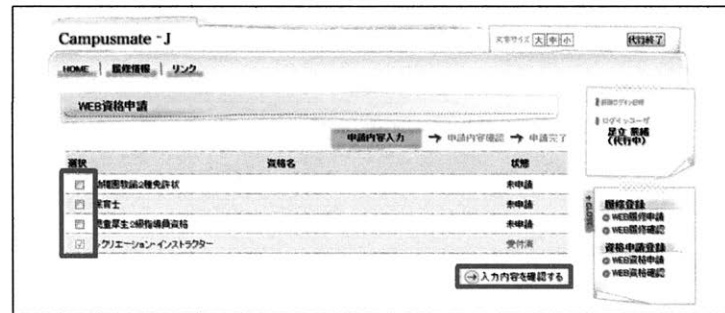 Campusmate - J
文字サイズ 大 中 小
代行終了
HOME 履修情報 リンク
WEB資格申請
申請内容入力 → 申請内容確認 → 申請完了
選択 資格名 状態
幼稚園教諭2種免許状 未申請
保育士 未申請
児童厚生2級指導員資格 未申請
レクリエーション・インストラクター 受付済
入力内容を確認する
ログインユーザ
(代行中)
CLOSE
履修登録
WEB履修申請
WEB履修確認
資格申請登録
WEB資格申請
WEB資格確認